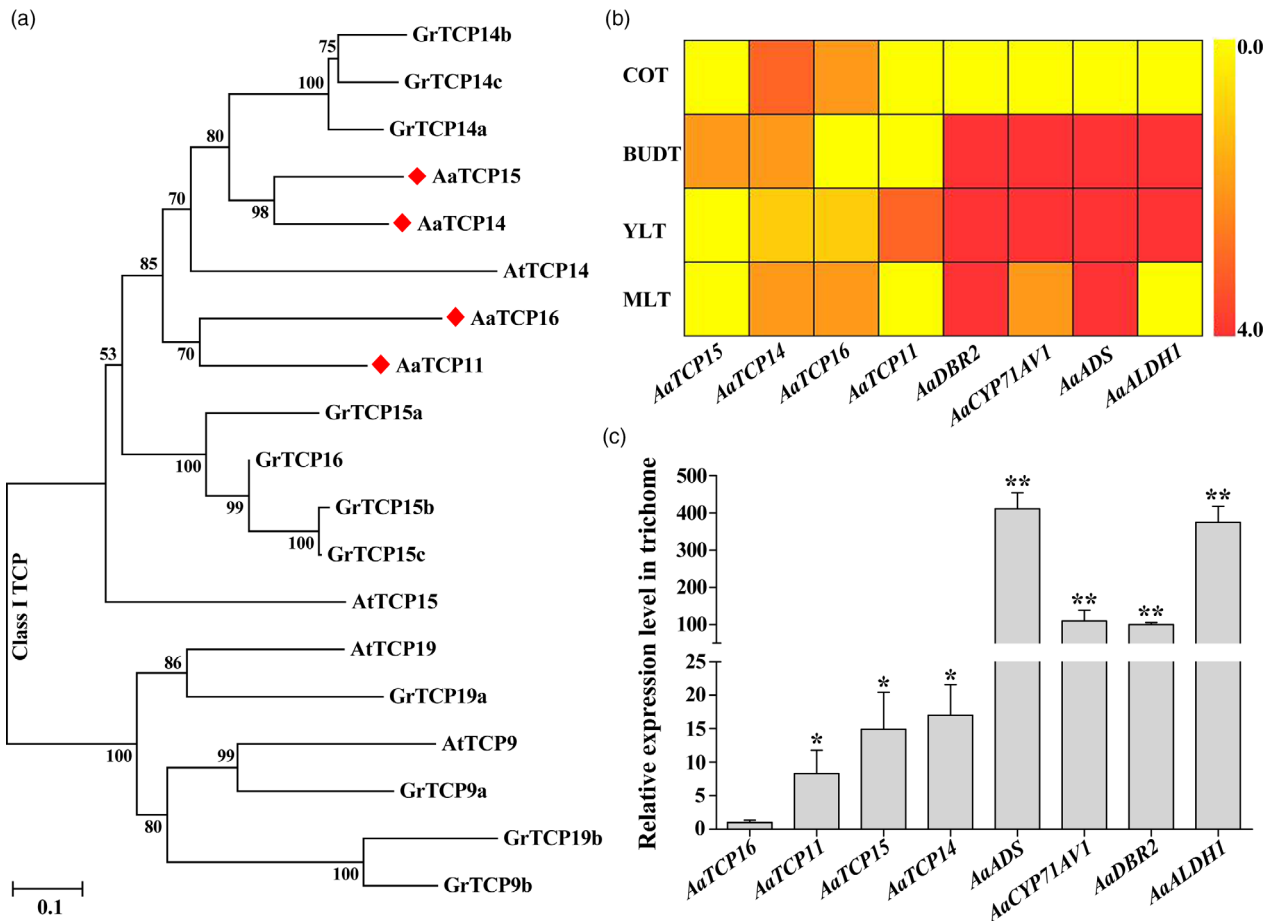 (a)
GrTCP14b
75
GrTCP14c
100
GrTCP14a
80
AaTCP15
70
98
AaTCP14
AtTCP14
85
AaTCP16
53
70
AaTCP11
GrTCP15a
100
GrTCP16
99
GrTCP15b
100
GrTCP15c
AtTCP15
Class I TCP
AtTCP19
86
GrTCP19a
100
AtTCP9
99
GrTCP9a
80
GrTCP19b
100
GrTCP9b
0.1
(b)
COT
BUDT
YLT
MLT
0.0
4.0
AaTCP15
AaTCP14
AaTCP16
AaTCP11
AaDBR2
AaCYP71AV1
AaADS
AaALDH1
(c)
Relative expression level in trichome
500
400
300
200
100
25
20
15
10
5
0
*
*
*
**
**
**
**
AaTCP16
AaTCP11
AaTCP15
AaTCP14
AaADS
AaCYP71AV1
AaDBR2
AaALDH1